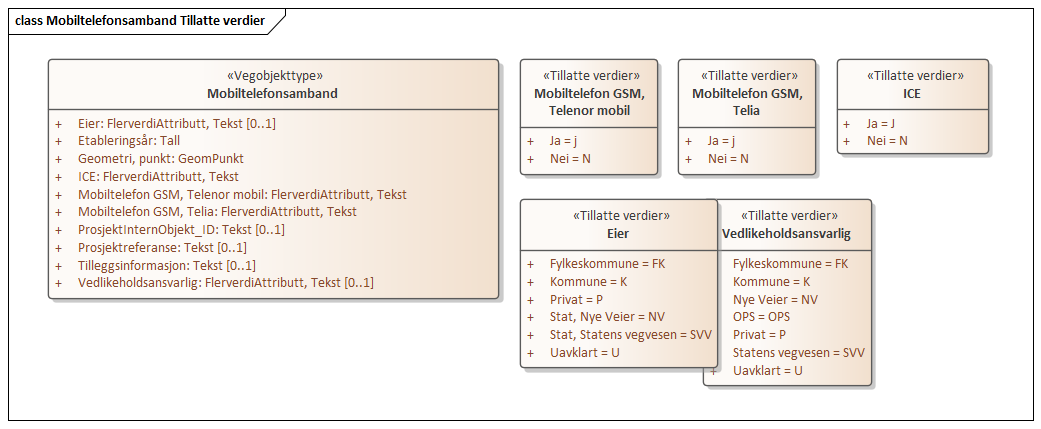 class Mobiltelefonsamband Tillatte verdier
«Vegobjekttype»
Mobiltelefonsamband
+ Eier: FlerverdiAttributt, Tekst [0..1]
+ Etableringsår: Tall
+ Geometri, punkt: GeomPunkt
+ ICE: FlerverdiAttributt, Tekst
+ Mobiltelefon GSM, Telenor mobil: FlerverdiAttributt, Tekst
+ Mobiltelefon GSM, Telia: FlerverdiAttributt, Tekst
+ ProsjektInternObjekt_ID: Tekst [0..1]
+ Prosjektreferanse: Tekst [0..1]
+ Tilleggsinformasjon: Tekst [0..1]
+ Vedlikeholdsansvarlig: FlerverdiAttributt, Tekst [0..1]
«Tillatte verdier»
Mobiltelefon GSM,
Telenor mobil
+ Ja = j
+ Nei = N
«Tillatte verdier»
Mobiltelefon GSM,
Telia
+ Ja = j
+ Nei = N
«Tillatte verdier»
ICE
+ Ja = J
+ Nei = N
«Tillatte verdier»
Eier
+ Fylkeskommune = FK
+ Kommune = K
+ Privat = P
+ Stat, Nye Veier = NV
+ Stat, Statens vegvesen = SVV
+ Uavklart = U
«Tillatte verdier»
Vedlikeholdsansvarlig
Fylkeskommune = FK
Kommune = K
Nye Veier = NV
OPS = OPS
Privat = P
Statens vegvesen = SVV
+ Uavklart = U